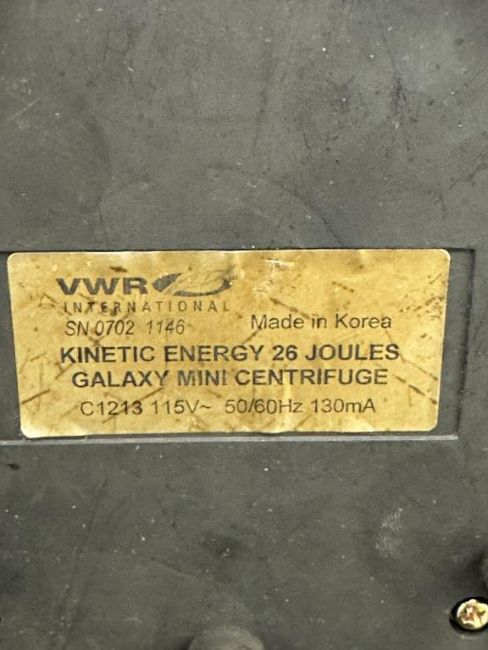 VWR
INTERNATIONAL
SN 0702 1146 Made in Korea
KINETIC ENERGY 26 JOULES
GALAXY MINI CENTRIFUGE
C1213 115V~ 50/60Hz 130mA